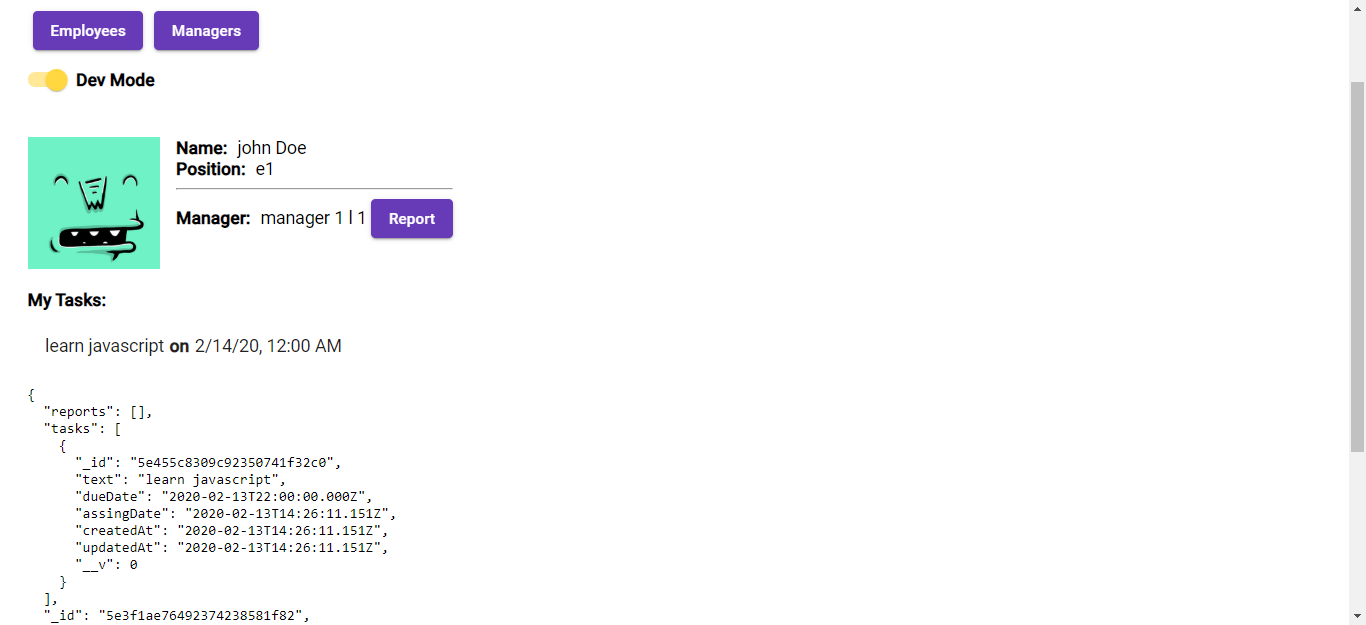 Employees Managers
Dev Mode
Name: john Doe
Position: e1
Manager: manager 1 l 1 Report
My Tasks:
learn javascript on 2/14/20, 12:00 AM
{
"reports": [],
"tasks": [
{
"_id": "5e455c8309c92350741f32c0",
"text": "learn javascript",
"dueDate": "2020-02-13T22:00:00.000Z",
"assingDate": "2020-02-13T14:26:11.151Z",
"createdAt": "2020-02-13T14:26:11.151Z",
"updatedAt": "2020-02-13T14:26:11.151Z",
"__v": 0
}
],
"_id": "5e3f1ae76492374238581f82",